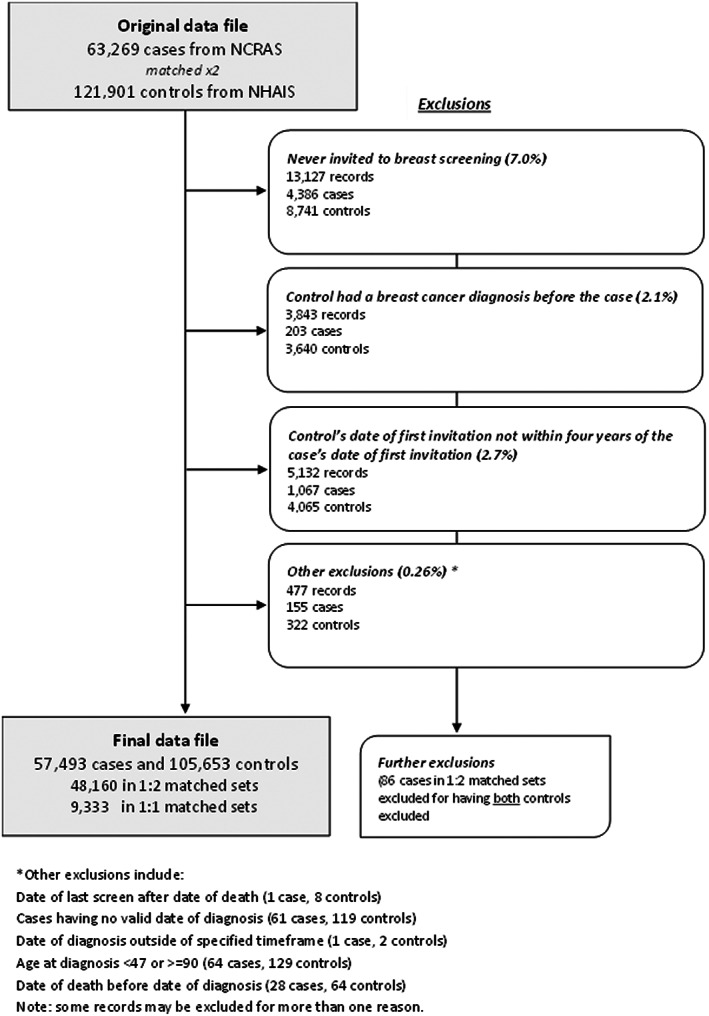 Original data file
63,269 cases from NCRAS
matched x2
121,901 controls from NHAIS
Exclusions
Never invited to breast screening (7.0%)
13,127 records
4,386 cases
8,741 controls
Control had a breast cancer diagnosis before the case (2.1%)
3,843 records
203 cases
3,640 controls
Control's date of first invitation not within four years of the
case's date of first invitation (2.7%)
5,132 records
1,067 cases
4,065 controls
Other exclusions (0.26%) *
477 records
155 cases
322 controls
Final data file
57,493 cases and 105,653 controls
48,160 in 1:2 matched sets
9,333 in 1:1 matched sets
Further exclusions
(86 cases in 1:2 matched sets
excluded for having both controls
excluded
*Other exclusions include:
Date of last screen after date of death (1 case, 8 controls)
Cases having no valid date of diagnosis (61 cases, 119 controls)
Date of diagnosis outside of specified timeframe (1 case, 2 controls)
Age at diagnosis <47 or >=90 (64 cases, 129 controls)
Date of death before date of diagnosis (28 cases, 64 controls)
Note: some records may be excluded for more than one reason.